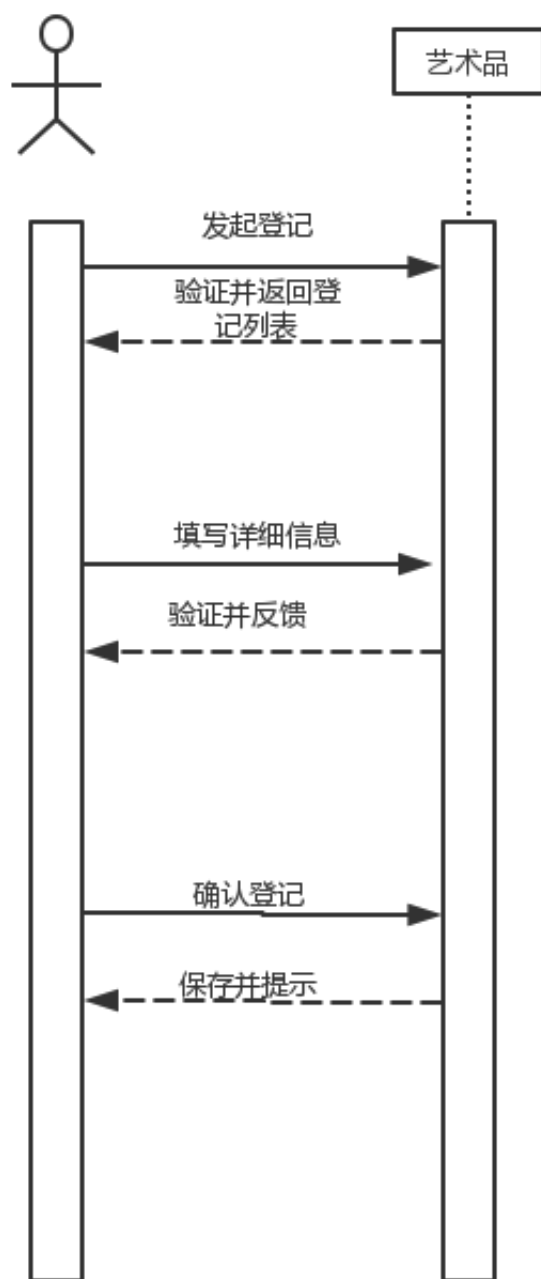 艺术品
发起登记
验证并返回登
记列表
填写详细信息
验证并反馈
确认登记
保存并提示